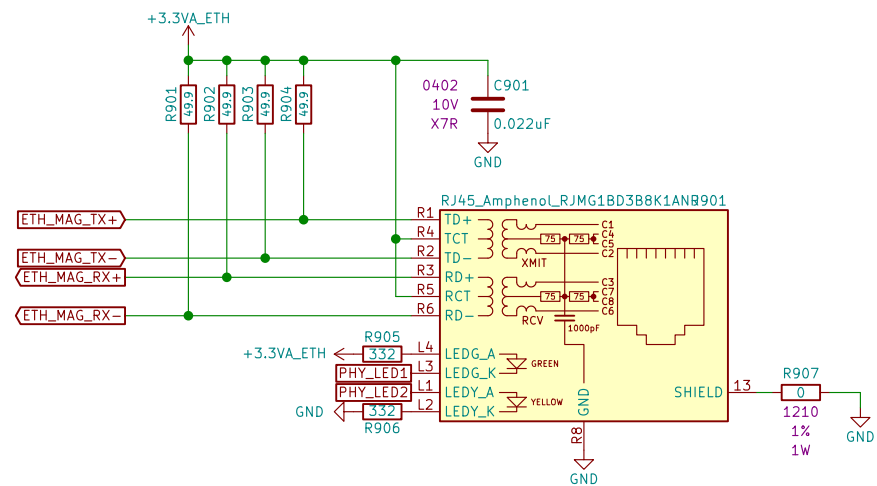 +3.3VA_ETH
R901
49.9
R902
49.9
R903
49.9
R904
49.9
0402
10V
X7R
C901
0.022uF
GND
RJ45_Amphenol_RJMG1BD3B8K1ANR
R901
ETH_MAG_TX+
ETH_MAG_TX-
ETH_MAG_RX+
ETH_MAG_RX-
R1
R4
R2
R3
R5
R6
TD+
TCT
TD-
RD+
RCT
RD-
75
75
XMIT
C1
C4
C5
C2
75
75
RCV
1000pF
C3
C7
C8
C6
R905
+3.3VA_ETH
332
L4
LEDG_A
PHY_LED1
L3
LEDG_K
GREEN
PHY_LED2
L1
LEDY_A
GND
332
L2
LEDY_K
YELLOW
R906
GND
R8
GND
SHIELD
13
R907
0
1210
1%
1W
GND